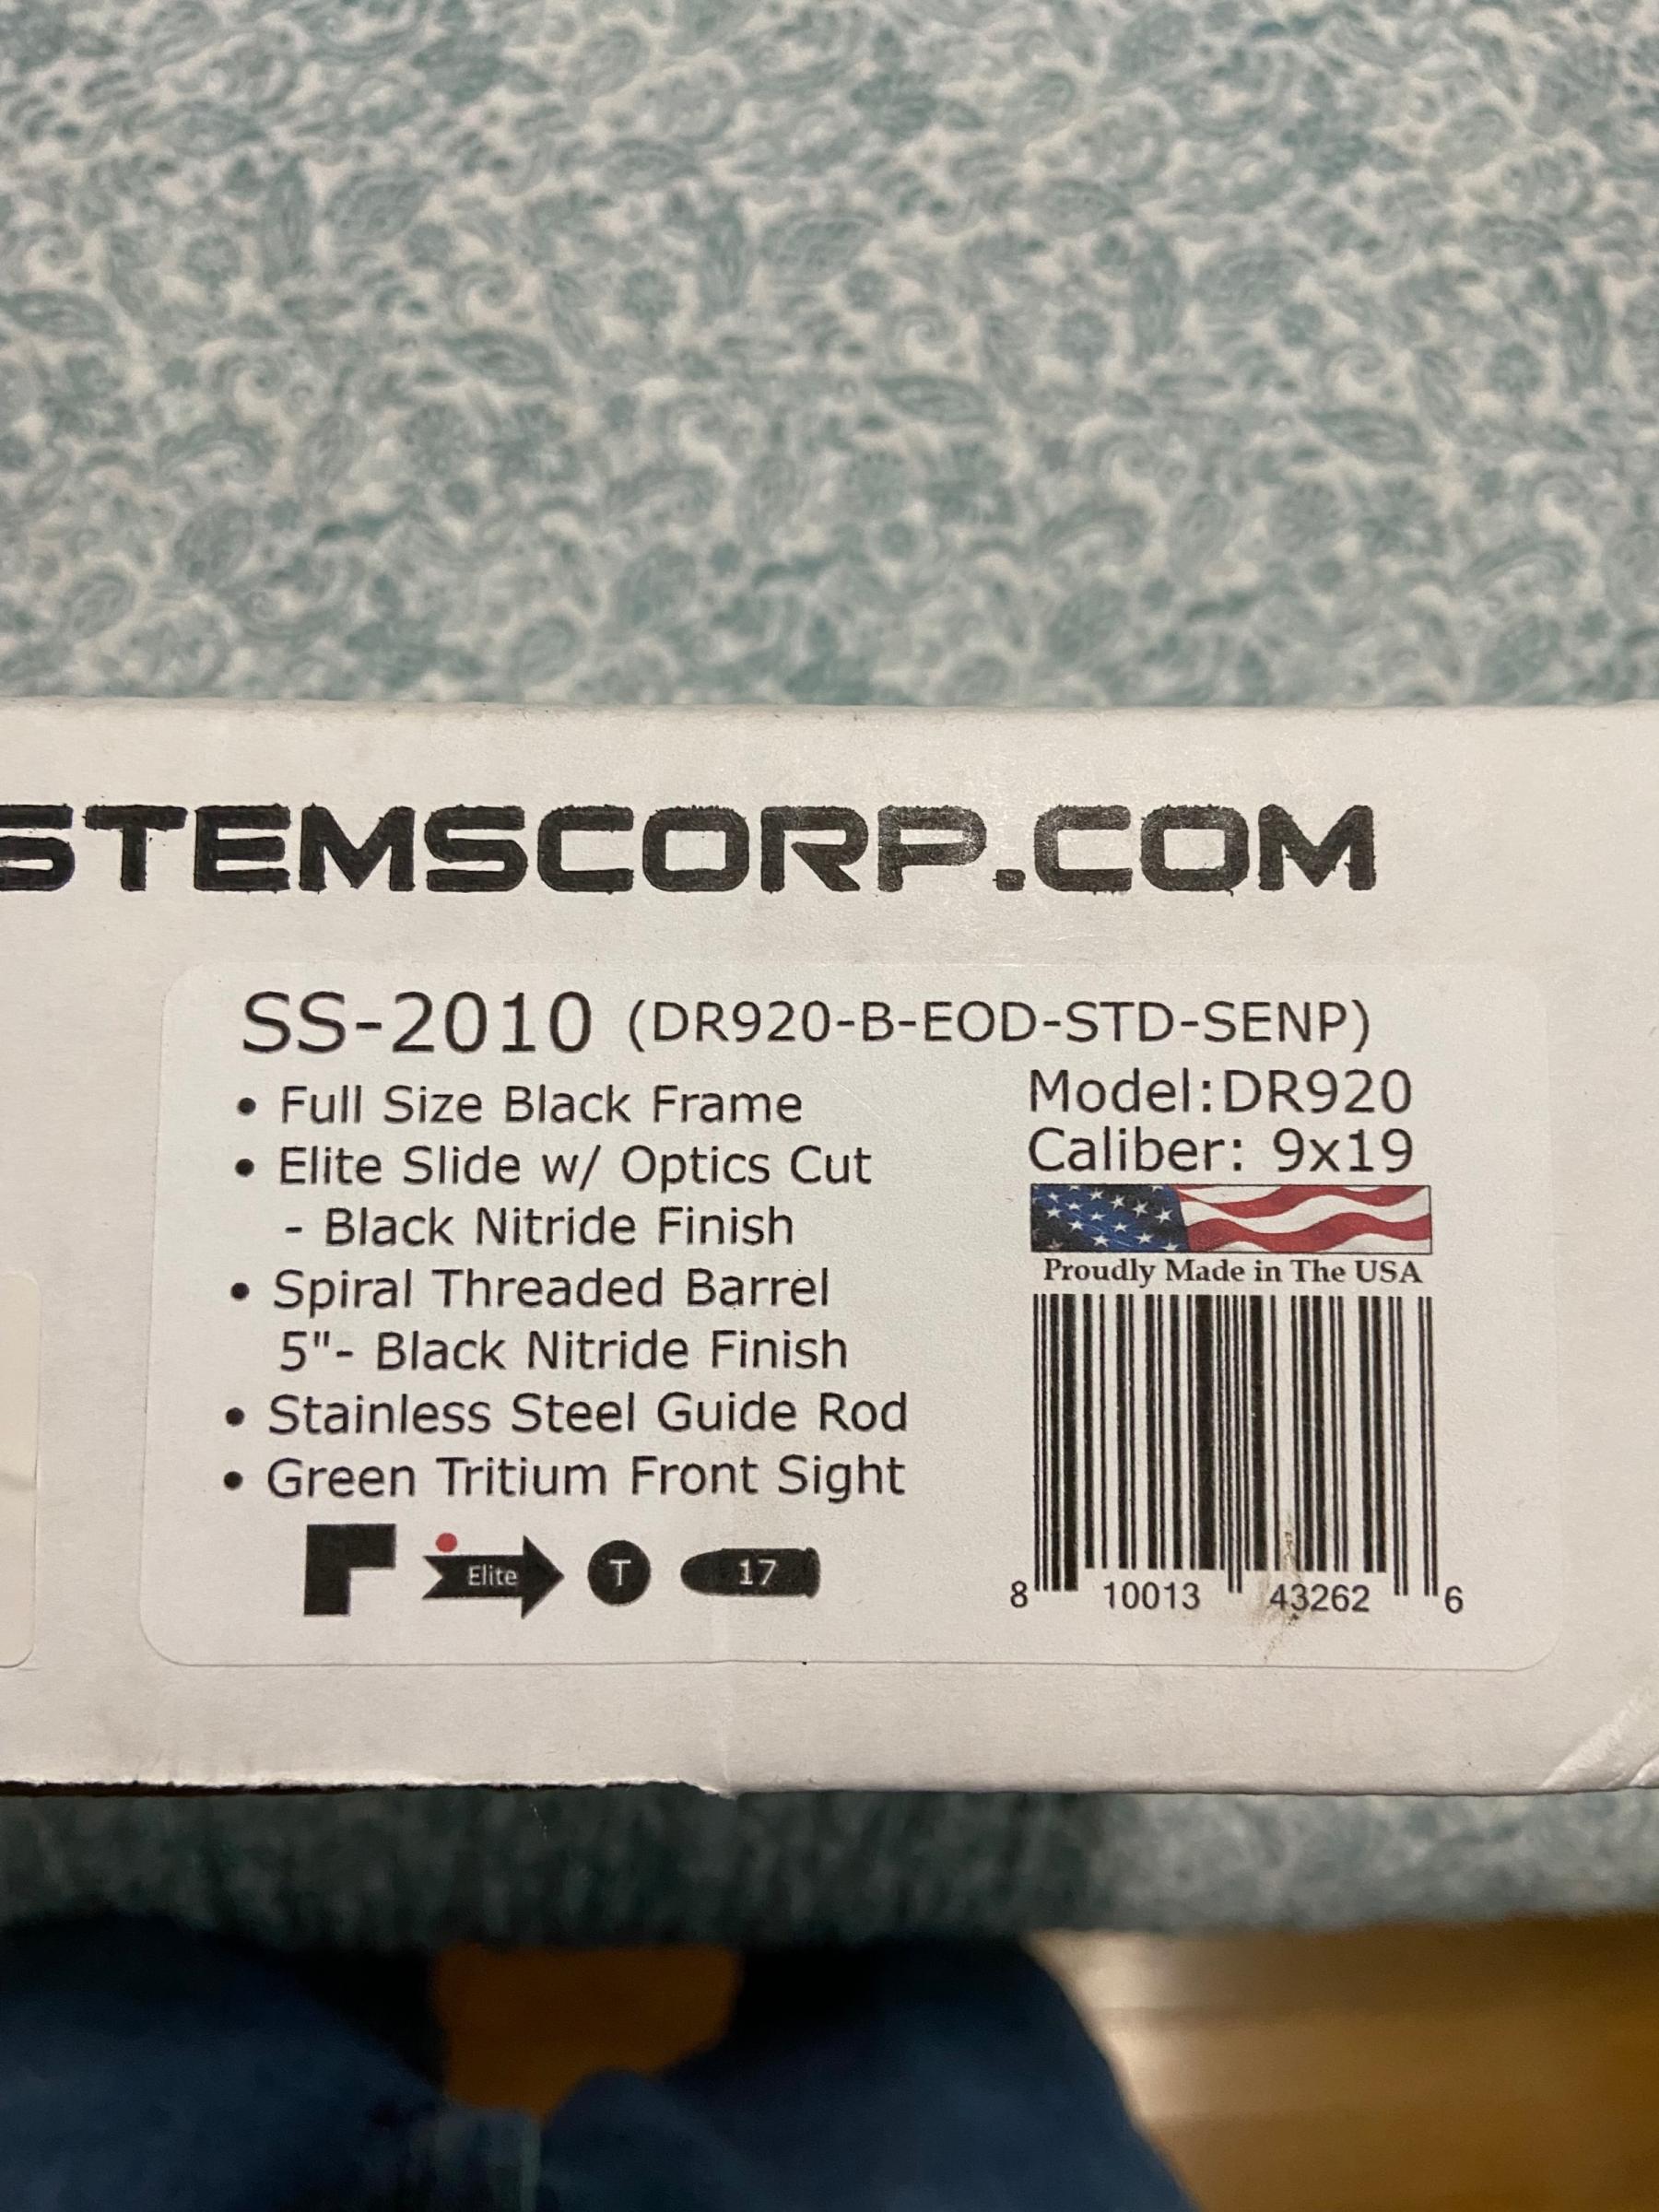 STEMSCORP.COM
SS-2010 (DR920-B-EOD-STD-SENP)
• Full Size Black Frame
• Elite Slide w/ Optics Cut
- Black Nitride Finish
• Spiral Threaded Barrel
5"- Black Nitride Finish
• Stainless Steel Guide Rod
• Green Tritium Front Sight
Elite T 17
Model:DR920
Caliber: 9x19
Proudly Made in The USA
8 10013 43262 6